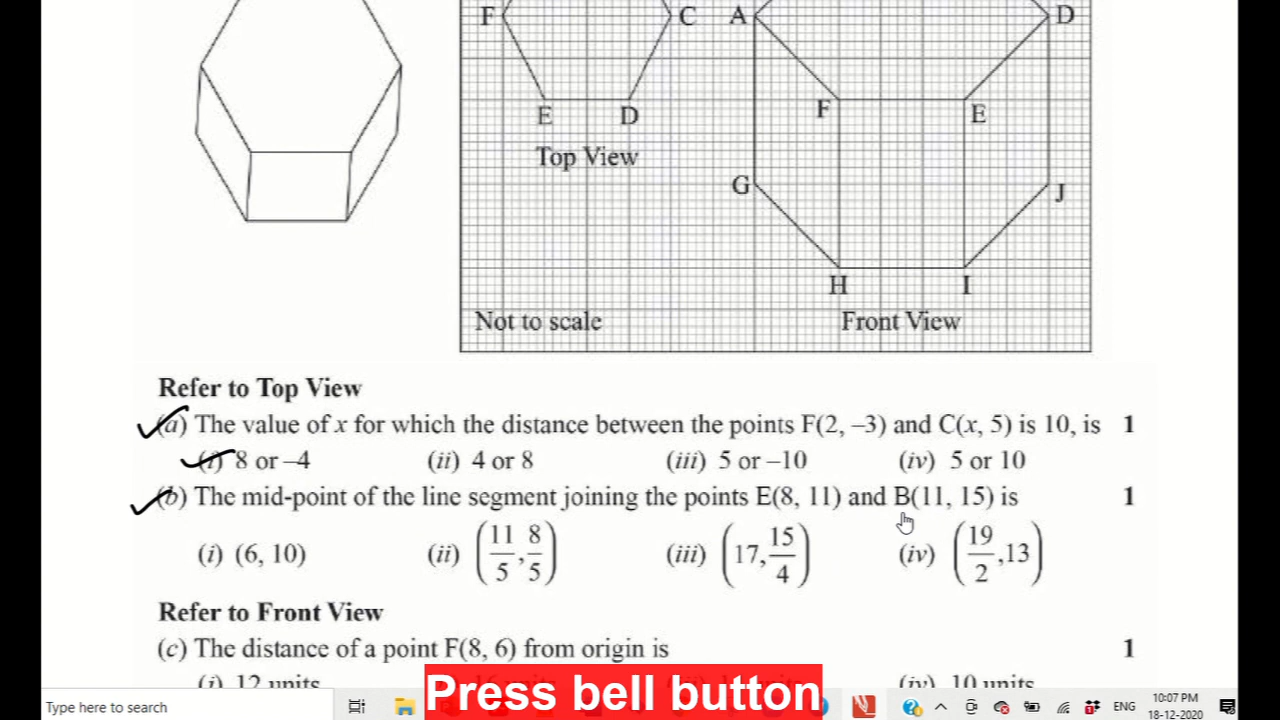 F C A D
E D F E
Top View
G J
H I
Not to scale Front View
Refer to Top View
(a) The value of x for which the distance between the points F(2, –3) and C(x, 5) is 10, is 1
(i) 8 or –4 (ii) 4 or 8 (iii) 5 or –10 (iv) 5 or 10
(b) The mid-point of the line segment joining the points E(8, 11) and B(11, 15) is 1
(i) (6, 10) (ii) (11/5, 8/5) (iii) (17, 15/4) (iv) (19/2, 13)
Refer to Front View
(c) The distance of a point F(8, 6) from origin is 1
(i) 12 units (iv) 10 units
Press bell button
Type here to search ENG 10:07 PM
18-12-2020